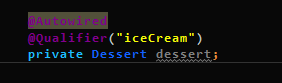 @Autowired
@Qualifier("iceCream")
private Dessert dessert;